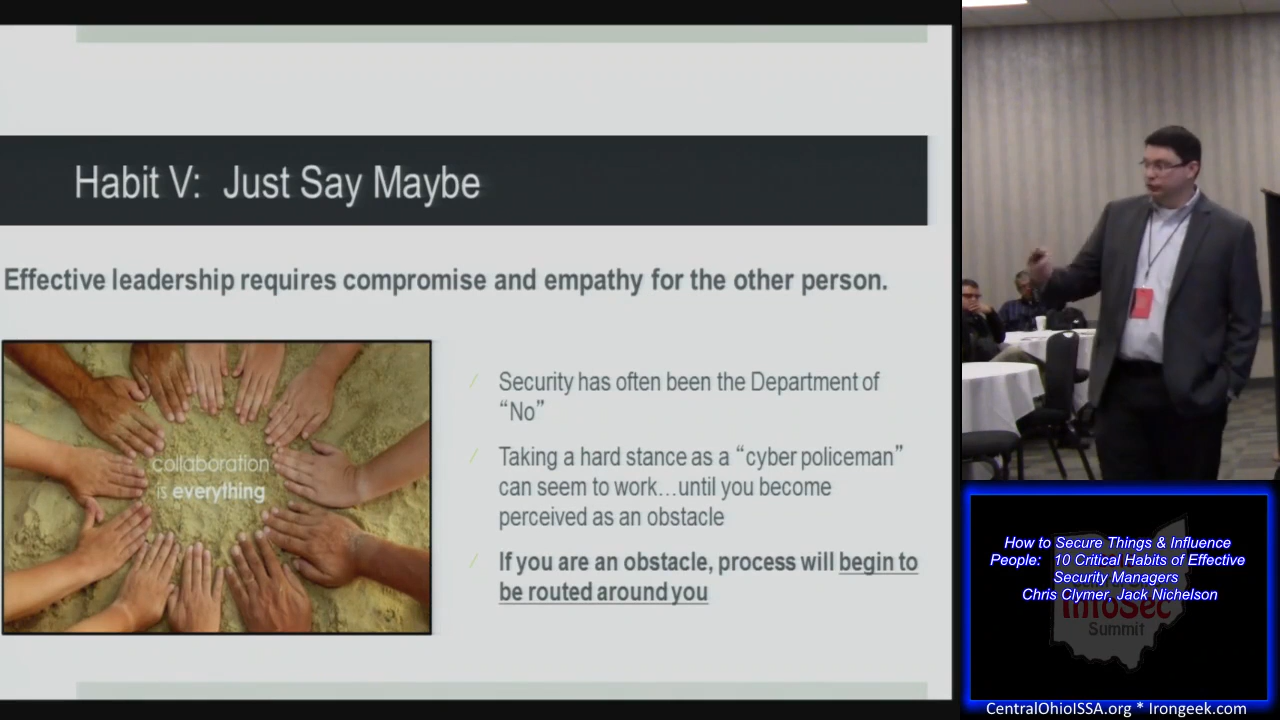 Habit V: Just Say Maybe
Effective leadership requires compromise and empathy for the other person.
collaboration
is everything
Security has often been the Department of
“No”
Taking a hard stance as a “cyber policeman”
can seem to work…until you become
perceived as an obstacle
If you are an obstacle, process will begin to
be routed around you
How to Secure Things & Influence
People: 10 Critical Habits of Effective
Security Managers
Chris Clymer, Jack Nichelson
InfoSec
Summit
CentralOhioISSA.org * Irongeek.com